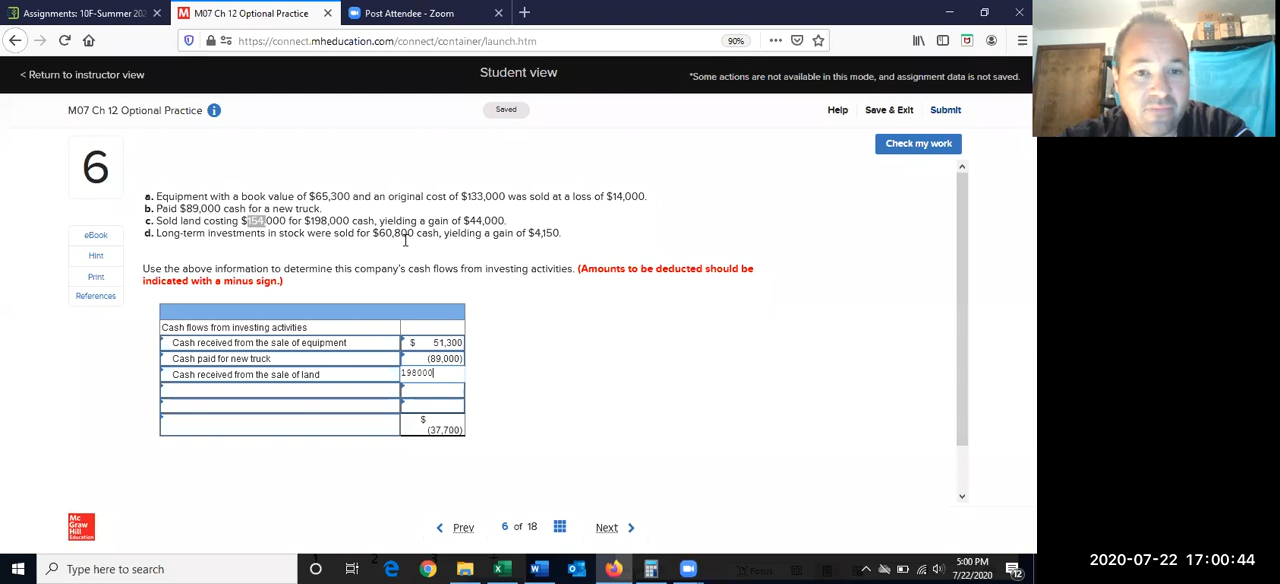 Assignments: 10F-Summer 202
M07 Ch 12 Optional Practice
Post Attendee - Zoom
https://connect.mheducation.com/connect/container/launch.htm
90%
< Return to instructor view
Student view
*Some actions are not available in this mode, and assignment data is not saved.
M07 Ch 12 Optional Practice
Saved
Help
Save & Exit
Submit
Check my work
6
eBook
Hint
Print
References
a. Equipment with a book value of $65,300 and an original cost of $133,000 was sold at a loss of $14,000.
b. Paid $89,000 cash for a new truck.
c. Sold land costing $154,000 for $198,000 cash, yielding a gain of $44,000.
d. Long-term investments in stock were sold for $60,800 cash, yielding a gain of $4,150.
Use the above information to determine this company's cash flows from investing activities. (Amounts to be deducted should be
indicated with a minus sign.)
Cash flows from investing activities
Cash received from the sale of equipment $ 51,300
Cash paid for new truck (89,000)
Cash received from the sale of land 198000
$
(37,700)
Mc
Graw
Hill
Education
Prev
6 of 18
Next
Type here to search
Focus
5:00 PM
7/22/2020
12
2020-07-22 17:00:44